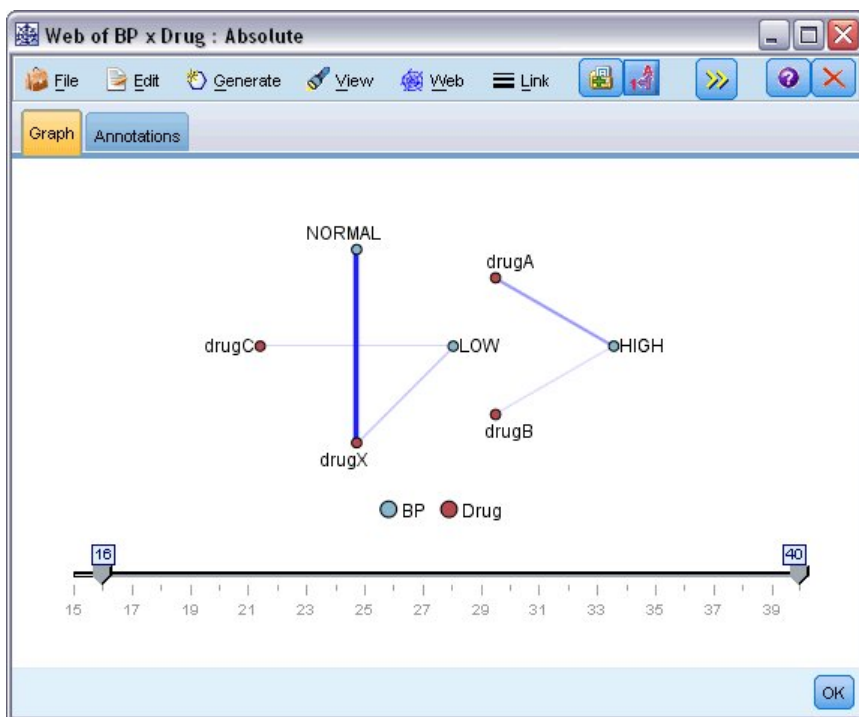 Web of BP x Drug : Absolute
File Edit Generate View Web Link
Graph Annotations
NORMAL
drugA
drugC
LOW
HIGH
drugB
drugX
BP Drug
16 40
15 17 19 21 23 25 27 29 31 33 35 37 39
OK